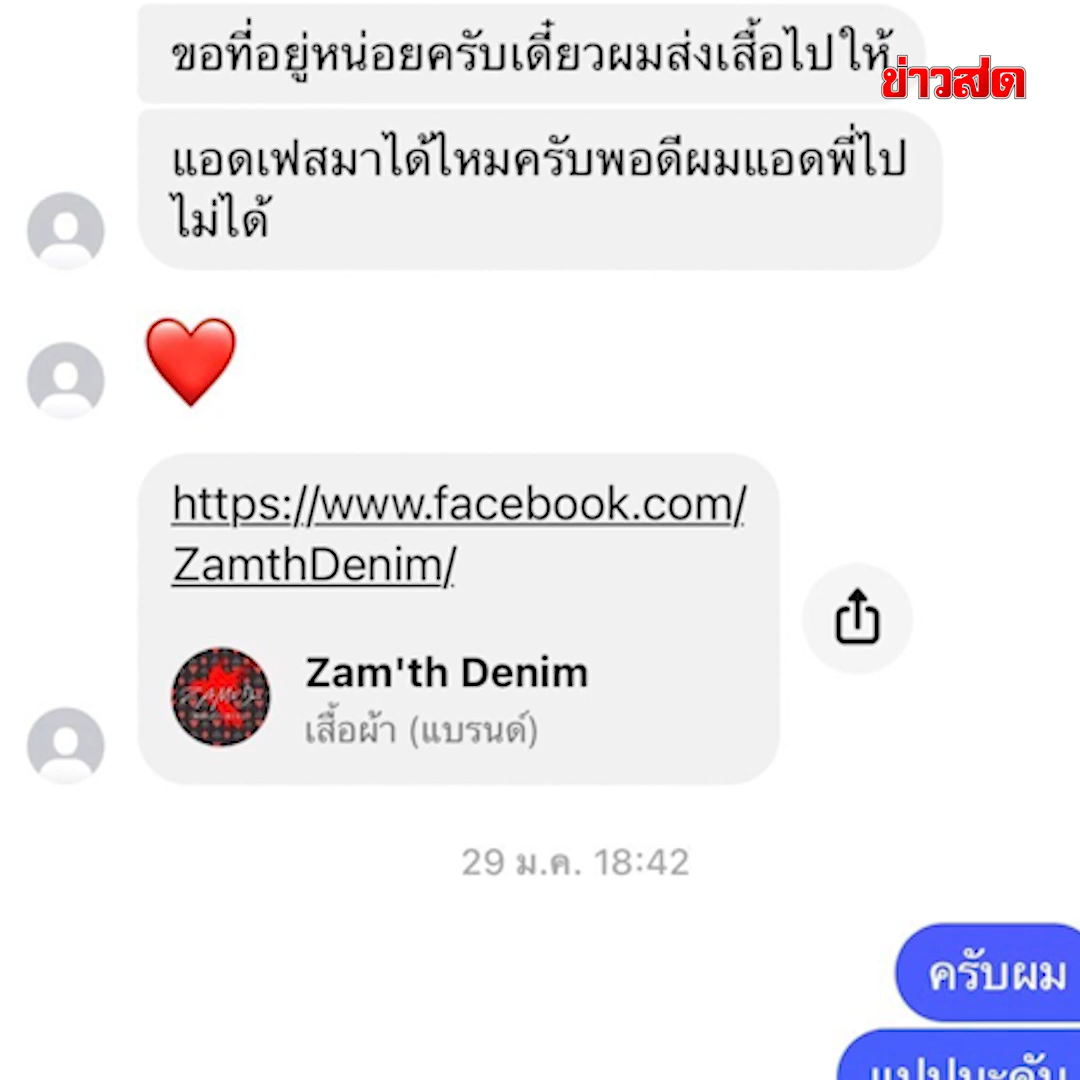 ขอที่อยู่หน่อยครับเดี๋ยวผมส่งเสื้อไปให้
ข่าวสด
แอดเฟสมาได้ไหมครับพอดีผมแอดพี่ไป
ไม่ได้
https://www.facebook.com/
ZamthDenim/
Zam'th Denim
เสื้อผ้า (แบรนด์)
29 ม.ค. 18:42
ครับผม